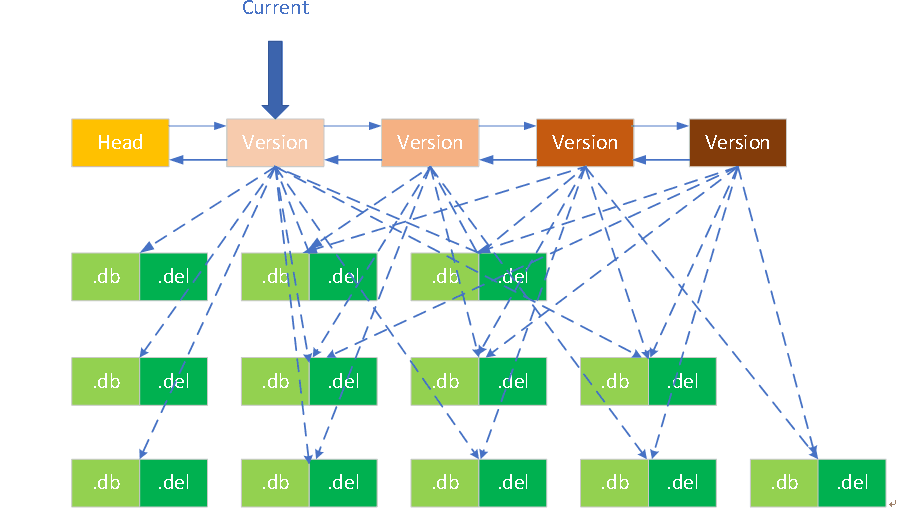 Current
Head Version Version Version Version
.db .del .db .del .db .del
.db .del .db .del .db .del .db .del
.db .del .db .del .db .del .db .del .db .del